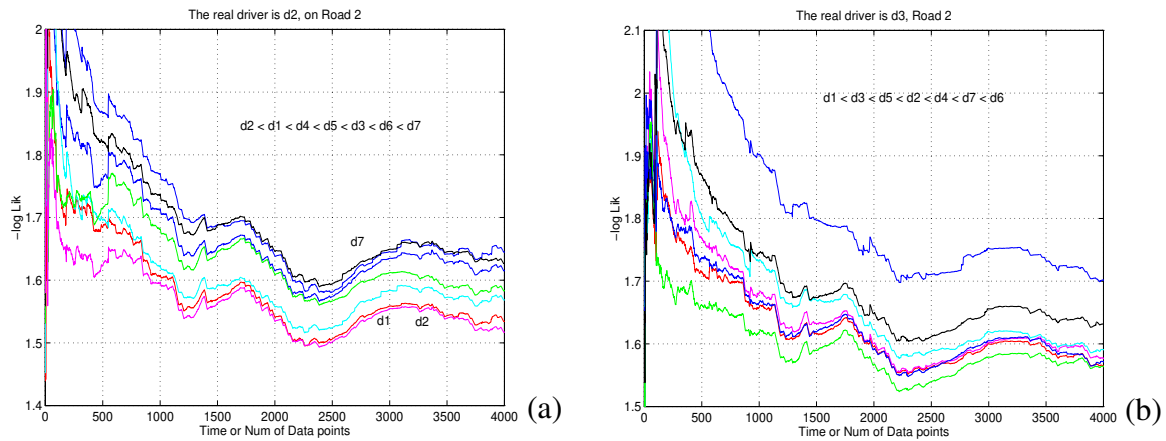 The real driver is d2, on Road 2
2
1.9
1.8
1.7
1.6
1.5
1.4
−log Lik
d2 < d1 < d4 < d5 < d3 < d6 < d7
d7
d1
d2
0 500 1000 1500 2000 2500 3000 3500 4000
Time or Num of Data points
(a)
The real driver is d3, Road 2
2.1
2
1.9
1.8
1.7
1.6
1.5
−log Lik
d1 < d3 < d5 < d2 < d4 < d7 < d6
0 500 1000 1500 2000 2500 3000 3500 4000
Time or Num of Data points
(b)